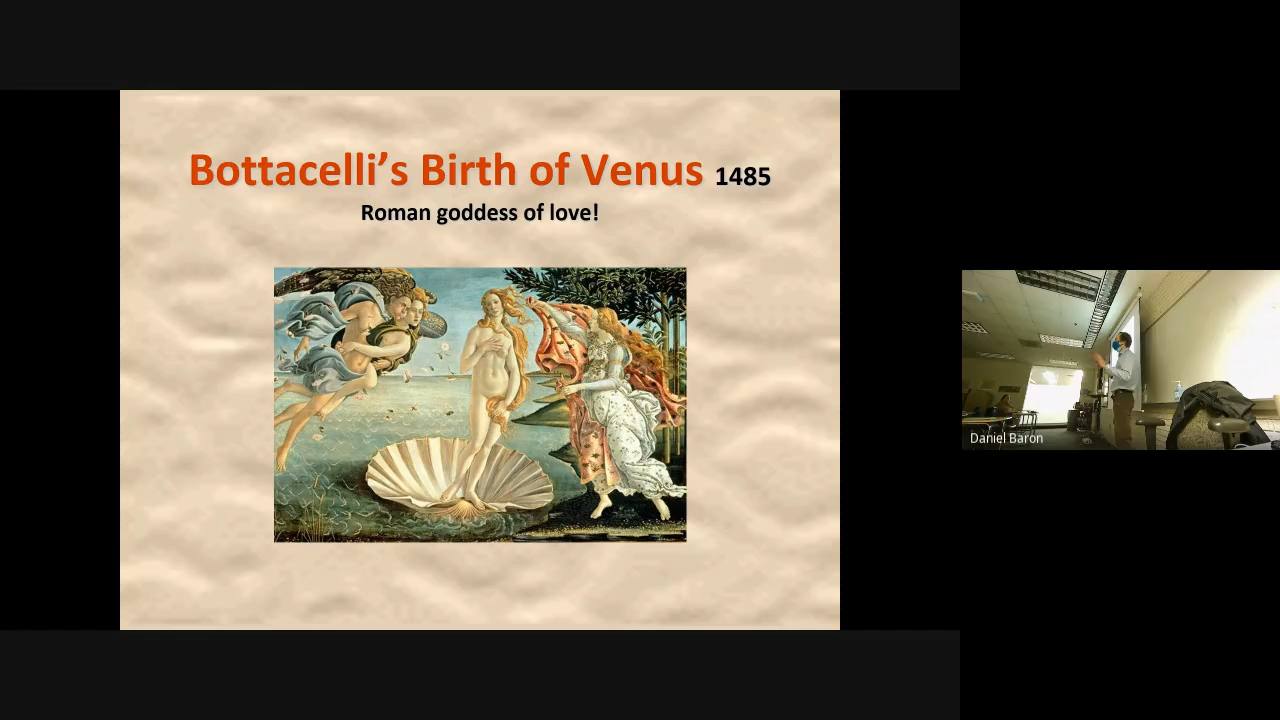 Bottacelli's Birth of Venus 1485
Roman goddess of love!
Daniel Baron